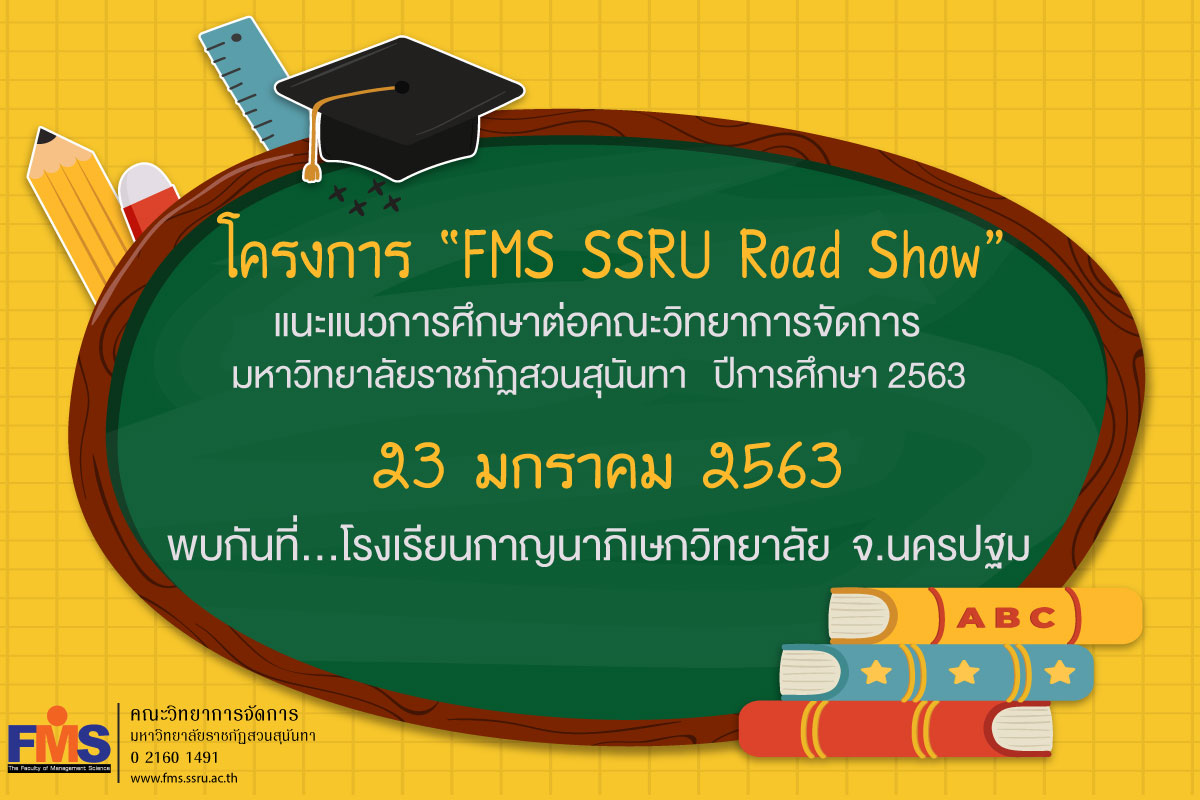 โครงการ “FMS SSRU Road Show”
แนะแนวการศึกษาต่อคณะวิทยาการจัดการ
มหาวิทยาลัยราชภัฏสวนสุนันทา ปีการศึกษา 2563
23 มกราคม 2563
พบกันที่...โรงเรียนกาญนาภิเษกวิทยาลัย จ.นครปฐม
ABC
FMS
The Faculty of Management Science
คณะวิทยาการจัดการ
มหาวิทยาลัยราชภัฏสวนสุนันทา
0 2160 1491
www.fms.ssru.ac.th